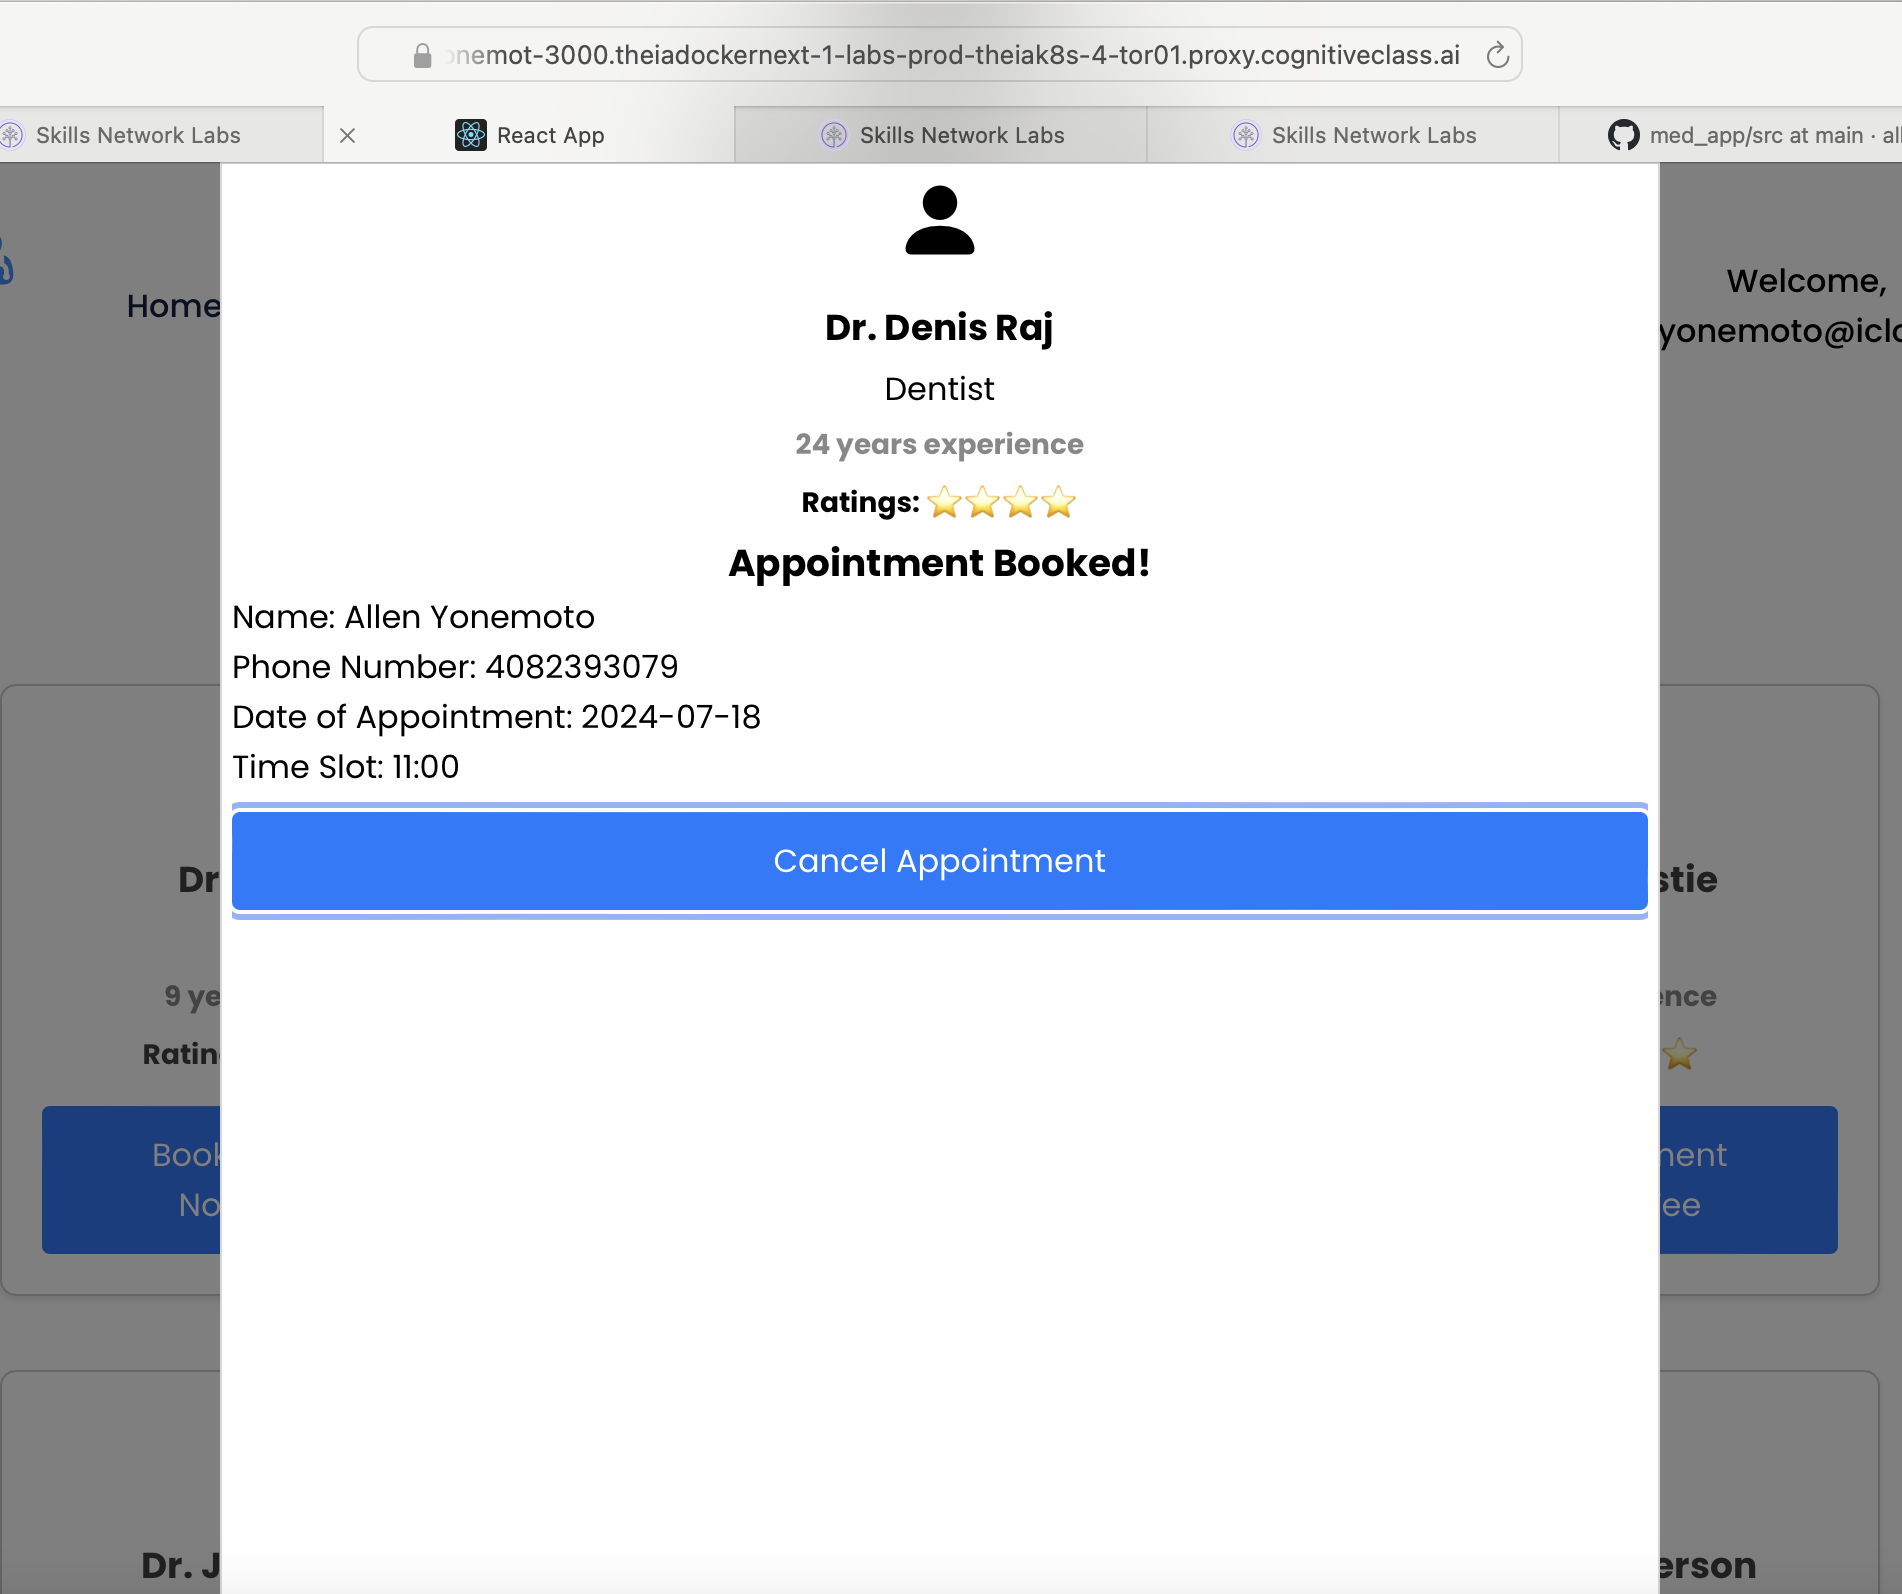 onemot-3000.theiadockernext-1-labs-prod-theiak8s-4-tor01.proxy.cognitiveclass.ai
Skills Network Labs
React App
Skills Network Labs
Skills Network Labs
med_app/src at main · all
Home
Welcome,
yonemoto@iclo
Dr. Denis Raj
Dentist
24 years experience
Ratings: ⭐⭐⭐⭐
Appointment Booked!
Name: Allen Yonemoto
Phone Number: 4082393079
Date of Appointment: 2024-07-18
Time Slot: 11:00
Cancel Appointment
Dr
stie
9 ye
ence
Ratin
⭐
Book
No
ment
ee
Dr. J
erson